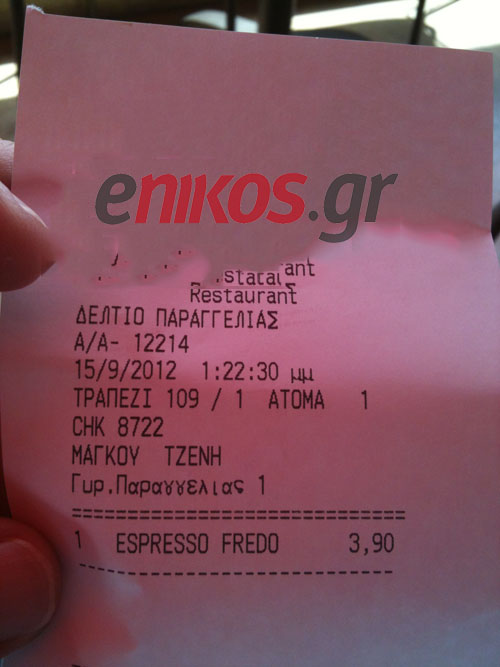 enikos.gr
Restaurant
ΔΕΛΤΙΟ ΠΑΡΑΓΓΕΛΙΑΣ
Α/Α- 12214
15/9/2012 1:22:30 μμ
ΤΡΑΠΕΖΙ 109 / 1 ΑΤΟΜΑ 1
CHK 8722
ΜΑΓΚΟΥ ΤΖΕΝΗ
Γυρ.Παραγγελιας 1
==============================
1 ESPRESSO FREDO 3,90
------------------------------